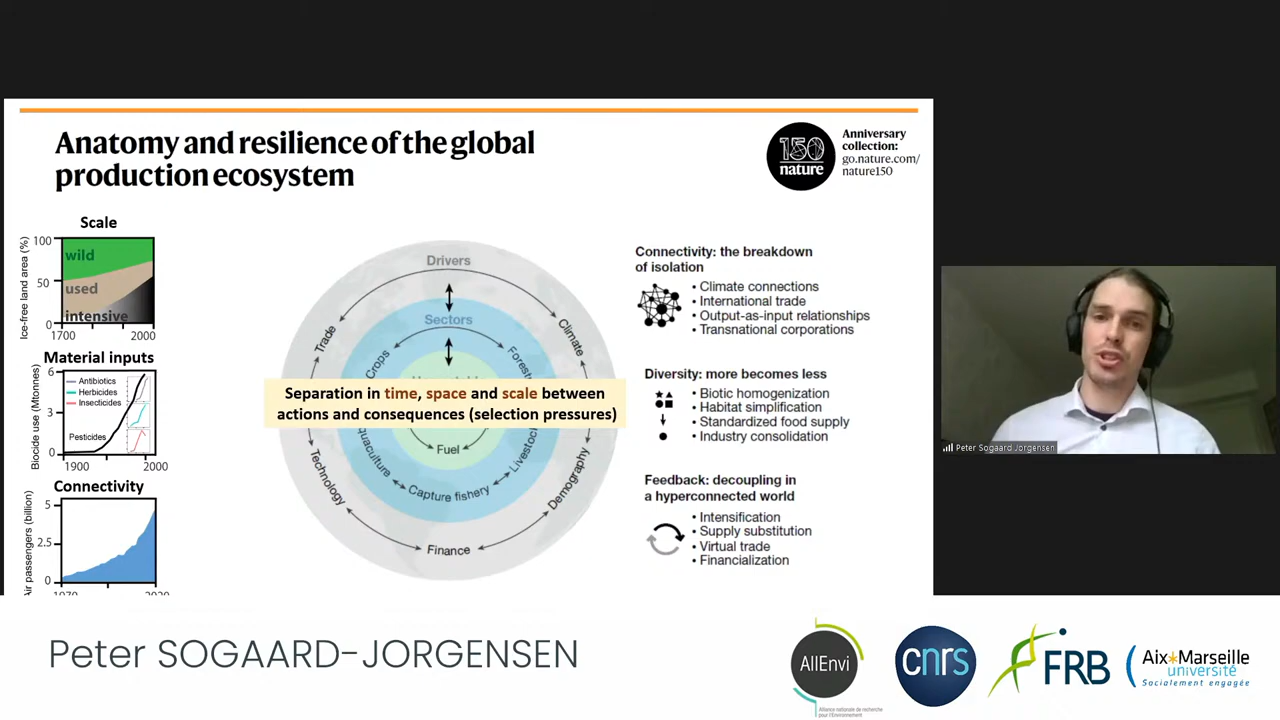 Anatomy and resilience of the global
production ecosystem
150
nature
Anniversary
collection:
go.nature.com/
nature150
Scale
Ice-free land area (%)
100
50
0
wild
used
intensive
1700
2000
Material inputs
Biocide use (Mtonnes)
6
3
0
Antibiotics
Herbicides
Insecticides
Pesticides
1900
2000
Connectivity
Air passengers (billion)
5
2.5
0
Drivers
Trade
Climate
Sectors
Crops
Separation in time, space and scale between
actions and consequences (selection pressures)
Fuel
Livestock
Capture fishery
Technology
Demography
Finance
Connectivity: the breakdown
of isolation
• Climate connections
• International trade
• Output-as-input relationships
• Transnational corporations
Diversity: more becomes less
• Biotic homogenization
• Habitat simplification
• Standardized food supply
• Industry consolidation
Feedback: decoupling in
a hyperconnected world
• Intensification
• Supply substitution
• Virtual trade
• Financialization
Peter Sogaard Jorgensen
Peter SOGAARD-JORGENSEN
AllEnvi
Alliance nationale de recherche
pour l'Environnement
cnrs
FRB
Aix*Marseille
université
Socialement engagée